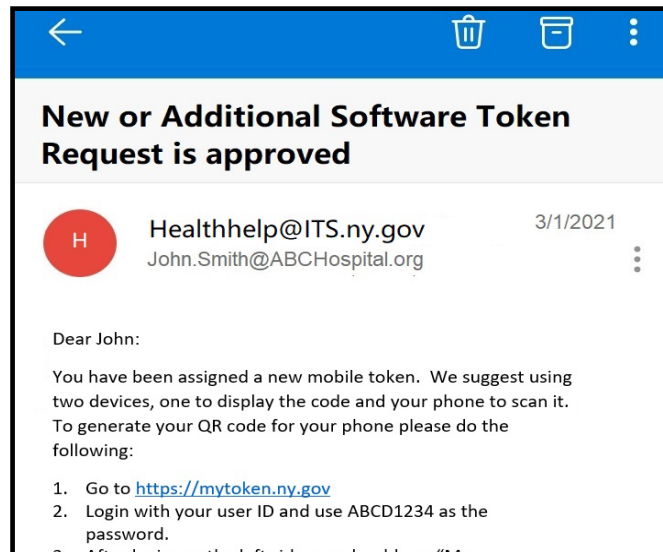 New or Additional Software Token
Request is approved
H
Healthhelp@ITS.ny.gov
3/1/2021
John.Smith@ABCHospital.org
Dear John:
You have been assigned a new mobile token. We suggest using
two devices, one to display the code and your phone to scan it.
To generate your QR code for your phone please do the
following:
1. Go to https://mytoken.ny.gov
2. Login with your user ID and use ABCD1234 as the
password.